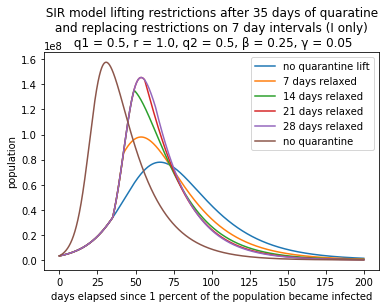 SIR model lifting restrictions after 35 days of quaratine
and replacing restrictions on 7 day intervals (I only)
q1 = 0.5, r = 1.0, q2 = 0.5, β = 0.25, γ = 0.05
1e8
no quarantine lift
7 days relaxed
14 days relaxed
21 days relaxed
28 days relaxed
no quarantine
population
1.6
1.4
1.2
1.0
0.8
0.6
0.4
0.2
0.0
0 25 50 75 100 125 150 175 200
days elapsed since 1 percent of the population became infected